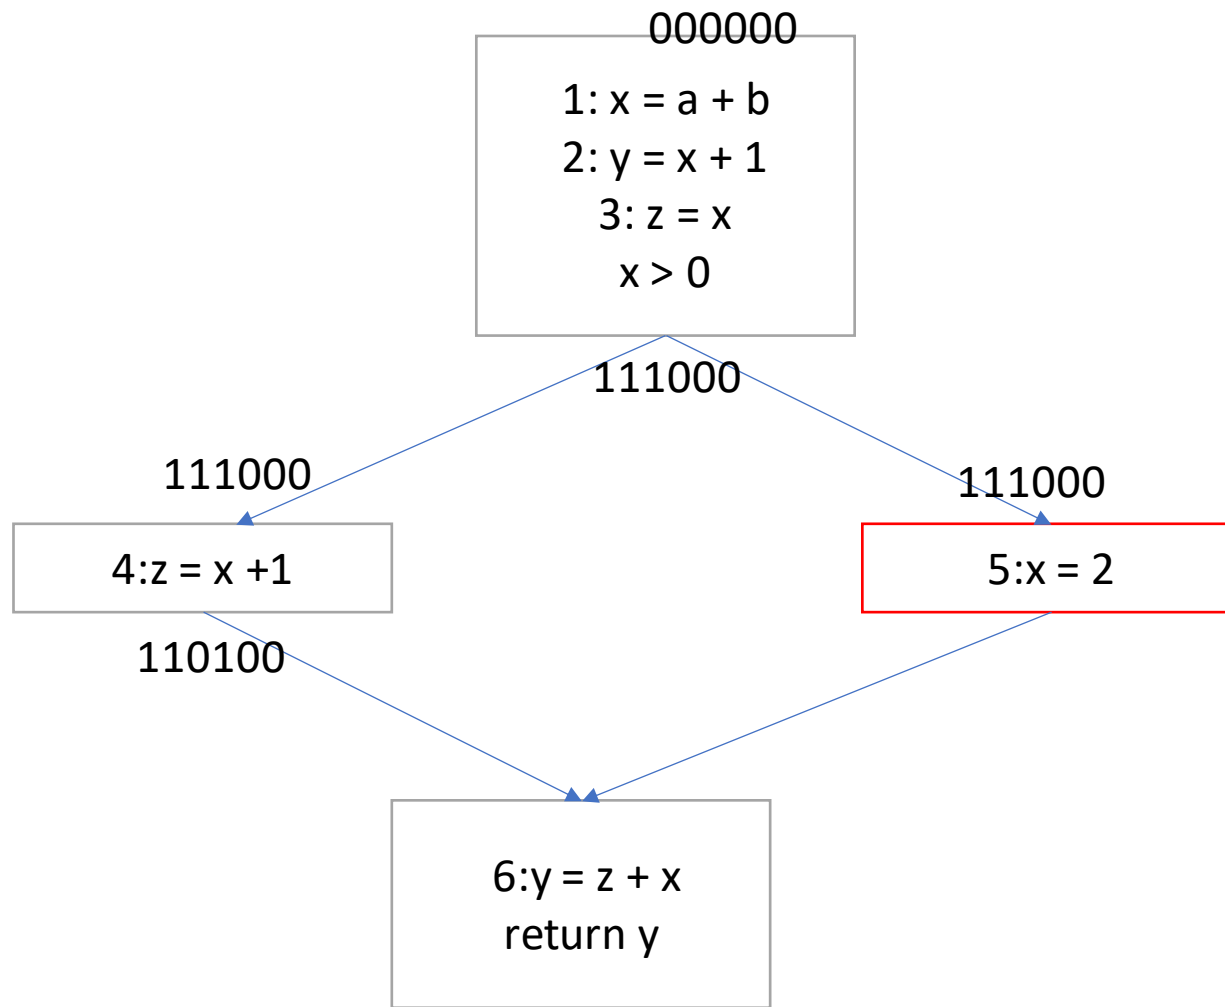 000000
1: x = a + b
2: y = x + 1
3: z = x
x > 0
111000
111000
111000
4:z = x +1
5:x = 2
110100
6:y = z + x
return y